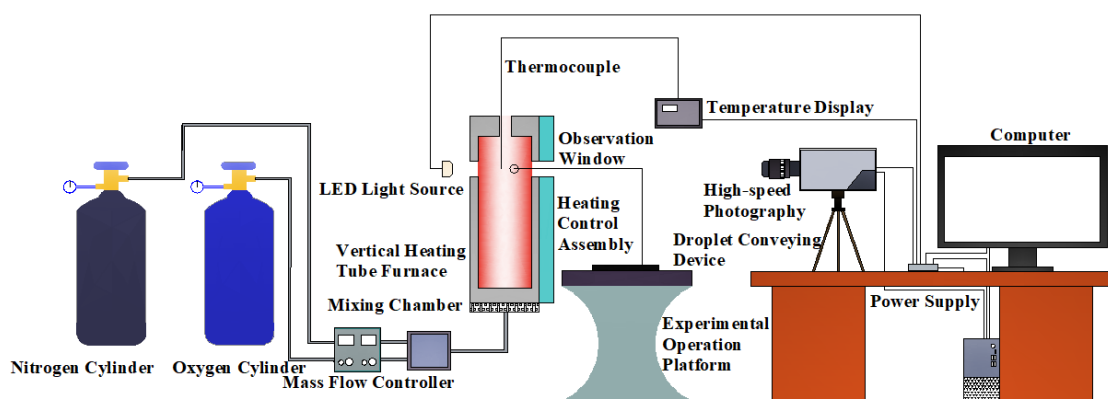 Thermocouple
Temperature Display
Observation
Window
Computer
LED Light Source
High-speed
Photography
Heating
Control
Assembly
Vertical Heating
Tube Furnace
Droplet Conveying
Device
Mixing Chamber
Power Supply
Experimental
Operation
Platform
Nitrogen Cylinder
Oxygen Cylinder
Mass Flow Controller